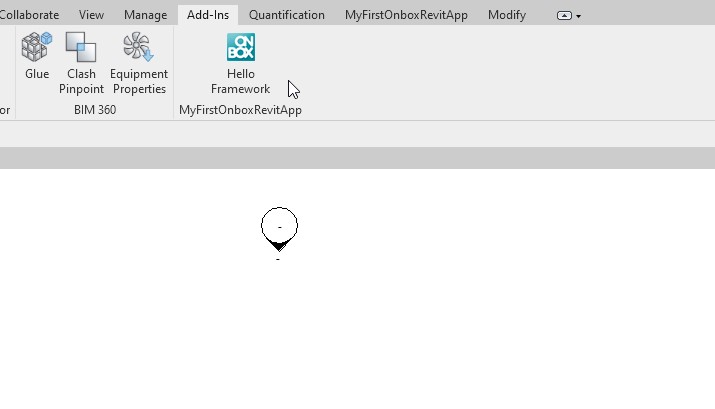 Collaborate View Manage Add-Ins Quantification MyFirstOnboxRevitApp Modify
ON
BOX
Glue Clash Equipment Hello
Pinpoint Properties Framework
or BIM 360 MyFirstOnboxRevitApp
-
-